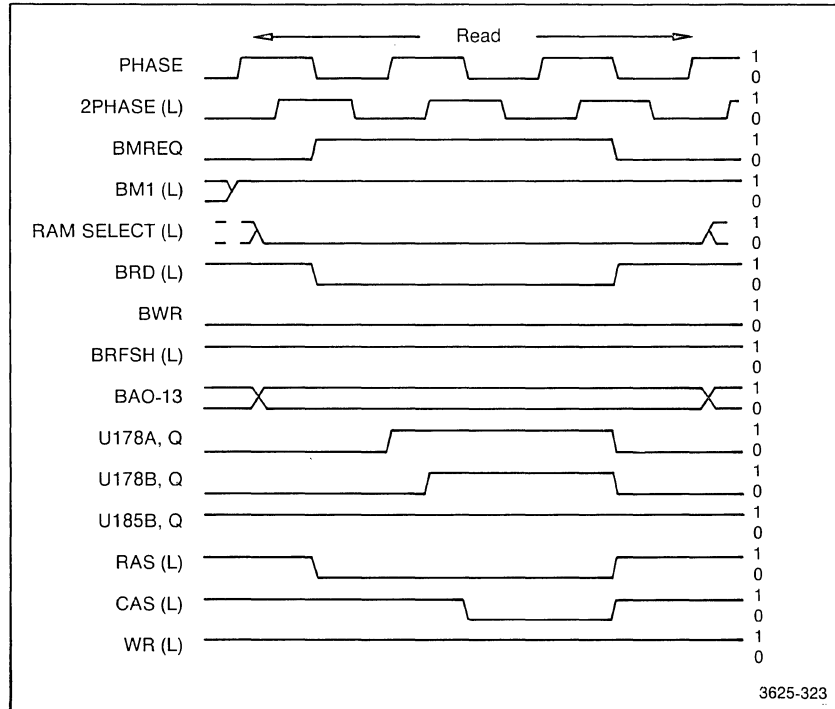 Read
PHASE 1
0
2PHASE (L) 1
0
BMREQ 1
0
BM1 (L) 1
0
RAM SELECT (L) 1
0
BRD (L) 1
0
BWR 1
0
BRFSH (L) 1
0
BAO-13 1
0
U178A, Q 1
0
U178B, Q 1
0
U185B, Q 1
0
RAS (L) 1
0
CAS (L) 1
0
WR (L) 1
0
3625-323